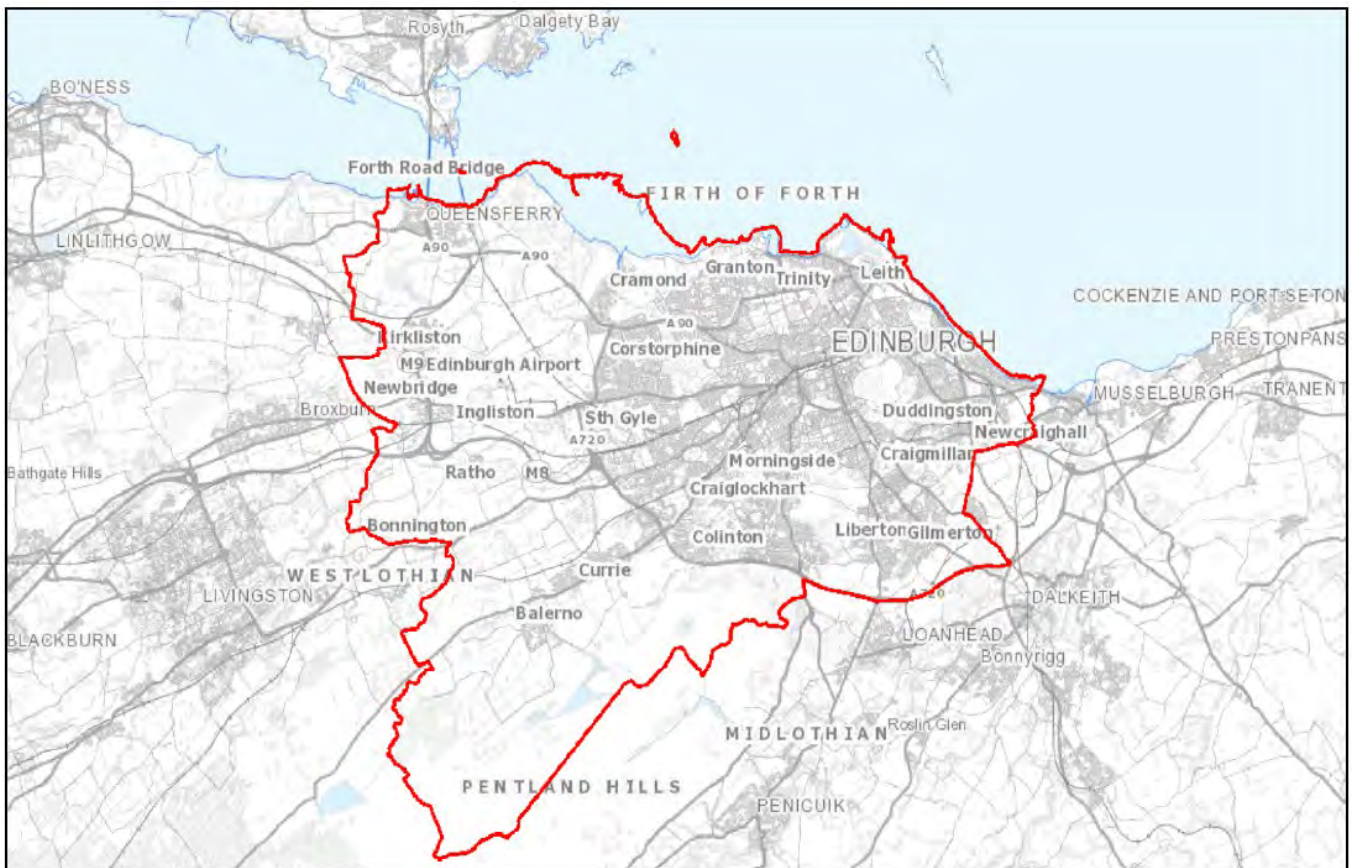 Rosyth
Dalgety Bay
BO'NESS
Forth Road Bridge
FIRTH OF FORTH
QUEENSFERRY
LINLITHGOW
A90
A90
Cramond
Granton
Trinity
Leith
COCKENZIE AND PORT SETON
A90
Kirkliston
EDINBURGH
PRESTONPANS
Corstorphine
M9
Edinburgh Airport
Newbridge
MUSSELBURGH
TRANENT
Broxburn
Ingliston
Sth Gyle
Duddingston
Newcraighall
A720
Craigmillar
Bathgate Hills
Ratho
M8
Morningside
Craiglockhart
Bonnington
Colinton
Liberton
Gilmerton
WEST LOTHIAN
Currie
LIVINGSTON
A720
DALKEITH
Balerno
BLACKBURN
LOANHEAD
Bonnyrigg
MIDLOTHIAN
Roslin Glen
PENTLAND HILLS
PENICUIK